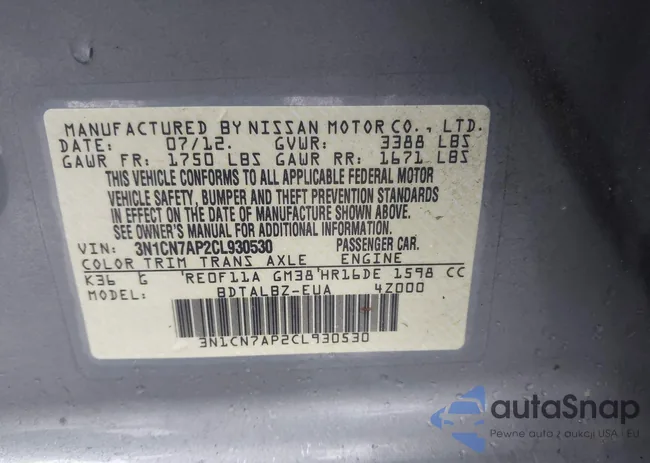 MANUFACTURED BY NISSAN MOTOR CO., LTD.
DATE: 07/12. GVWR: 3388 LBS
GAWR FR: 1750 LBS GAWR RR: 1671 LBS
THIS VEHICLE CONFORMS TO ALL APPLICABLE FEDERAL MOTOR
VEHICLE SAFETY, BUMPER, AND THEFT PREVENTION STANDARDS
IN EFFECT ON THE DATE OF MANUFACTURE SHOWN ABOVE.
SEE OWNER'S MANUAL FOR ADDITIONAL INFORMATION.
VIN: 3N1CN7AP2CL930530 PASSENGER CAR.
COLOR TRIM TRANS AXLE ENGINE
K36 G 'RE0F11A GM38'HR16DE 1598 CC
MODEL: BDTALBZ-EUA 4Z000
3N1CN7AP2CL930530
autaSnap
Pewne auto z aukcji USA i EU